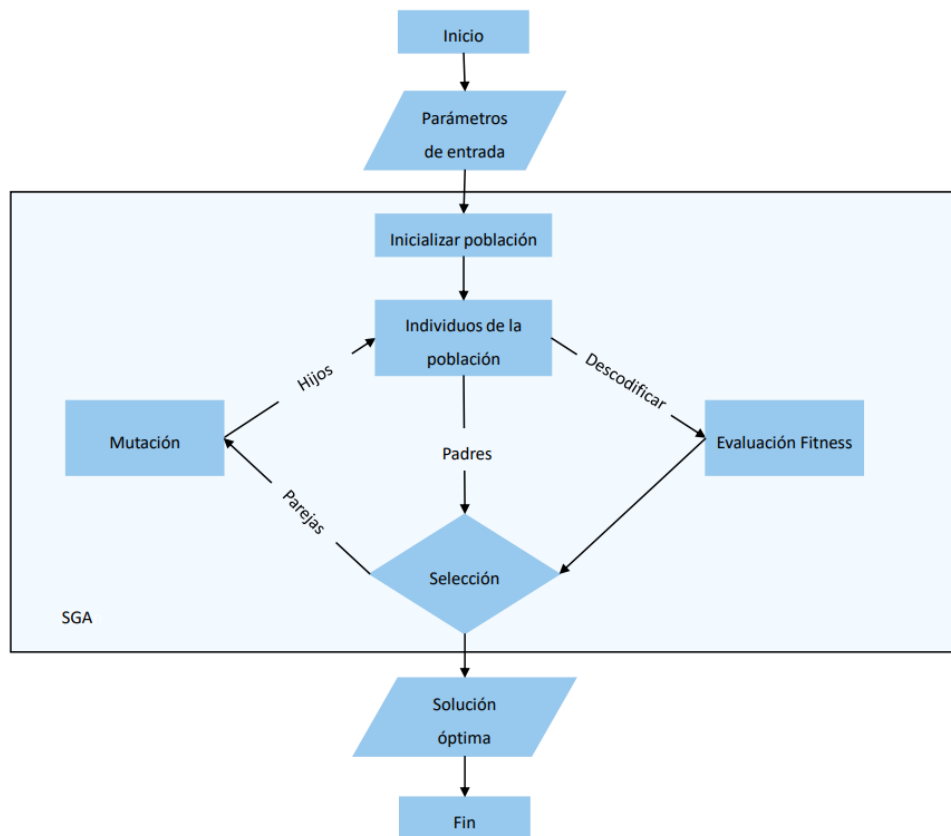 Inicio
Parámetros
de entrada
Inicializar población
Individuos de la
población
Hijos
Descodificar
Mutación
Padres
Evaluación Fitness
Parejas
Selección
SGA
Solución
óptima
Fin